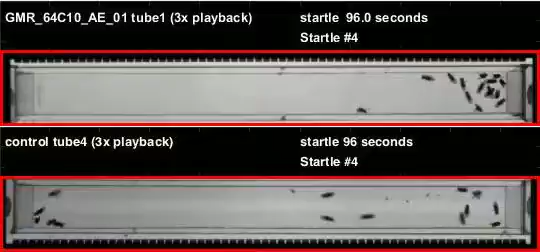 GMR_64C10_AE_01 tube1 (3x playback)
startle  96.0 seconds
Startle #4
control tube4 (3x playback)
startle 96 seconds
Startle #4